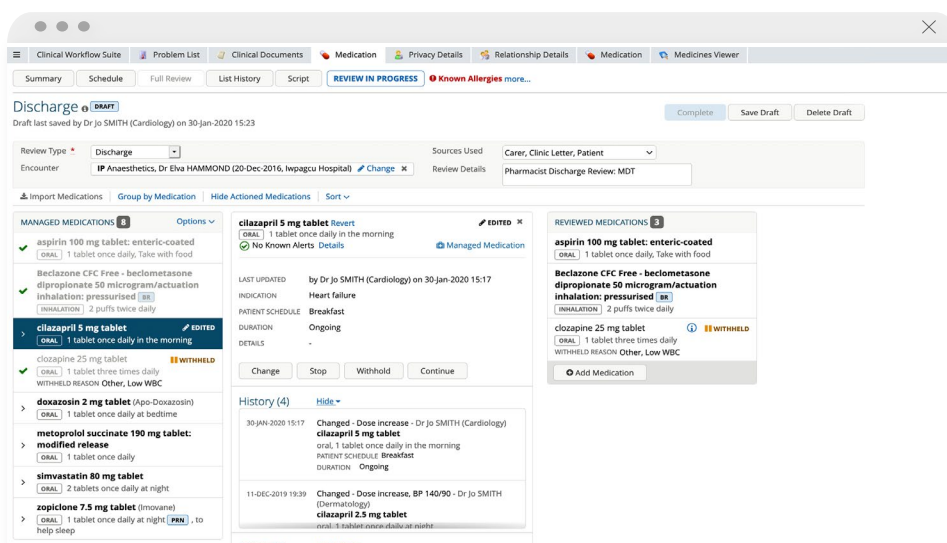 Clinical Workflow Suite Problem List Clinical Documents Medication Privacy Details Relationship Details Medication Medicines Viewer
Summary Schedule Full Review List History Script REVIEW IN PROGRESS Known Allergies more...
Discharge DRAFT
Draft last saved by Dr Jo SMITH (Cardiology) on 30-Jan-2020 15:23
Complete Save Draft Delete Draft
Review Type * Discharge
Sources Used Carer, Clinic Letter, Patient
Encounter IP Anaesthetics, Dr Elva HAMMOND (20-Dec-2016, Iwpagcu Hospital) Change
Review Details Pharmacist Discharge Review: MDT
Import Medications Group by Medication Hide Actioned Medications Sort
MANAGED MEDICATIONS 8 Options
aspirin 100 mg tablet: enteric-coated
ORAL 1 tablet once daily, Take with food
Beclazone CFC Free - beclometasone
dipropionate 50 microgram/actuation
inhalation: pressurised BR
INHALATION 2 puffs twice daily
cilazapril 5 mg tablet EDITED
ORAL 1 tablet once daily in the morning
clozapine 25 mg tablet WITHHELD
ORAL 1 tablet three times daily
WITHHELD REASON Other, Low WBC
doxazosin 2 mg tablet (Apo-Doxazosin)
ORAL 1 tablet once daily at bedtime
metoprolol succinate 190 mg tablet:
modified release
ORAL 1 tablet once daily
simvastatin 80 mg tablet
ORAL 2 tablets once daily at night
zopiclone 7.5 mg tablet (Imovane)
ORAL 1 tablet once daily at night PRN , to
help sleep
cilazapril 5 mg tablet Revert EDITED
ORAL 1 tablet once daily in the morning
No Known Alerts Details Managed Medication
LAST UPDATED by Dr Jo SMITH (Cardiology) on 30-Jan-2020 15:17
INDICATION Heart failure
PATIENT SCHEDULE Breakfast
DURATION Ongoing
DETAILS -
Change Stop Withhold Continue
History (4) Hide
30-JAN-2020 15:17 Changed - Dose increase - Dr Jo SMITH (Cardiology)
cilazapril 5 mg tablet
oral, 1 tablet once daily in the morning
PATIENT SCHEDULE Breakfast
DURATION Ongoing
11-DEC-2019 19:39 Changed - Dose increase, BP 140/90 - Dr Jo SMITH
(Dermatology)
cilazapril 2.5 mg tablet
oral, 1 tablet once daily at night
REVIEWED MEDICATIONS 3
aspirin 100 mg tablet: enteric-coated
ORAL 1 tablet once daily, Take with food
Beclazone CFC Free - beclometasone
dipropionate 50 microgram/actuation
inhalation: pressurised BR
INHALATION 2 puffs twice daily
clozapine 25 mg tablet WITHHELD
ORAL 1 tablet three times daily
WITHHELD REASON Other, Low WBC
Add Medication